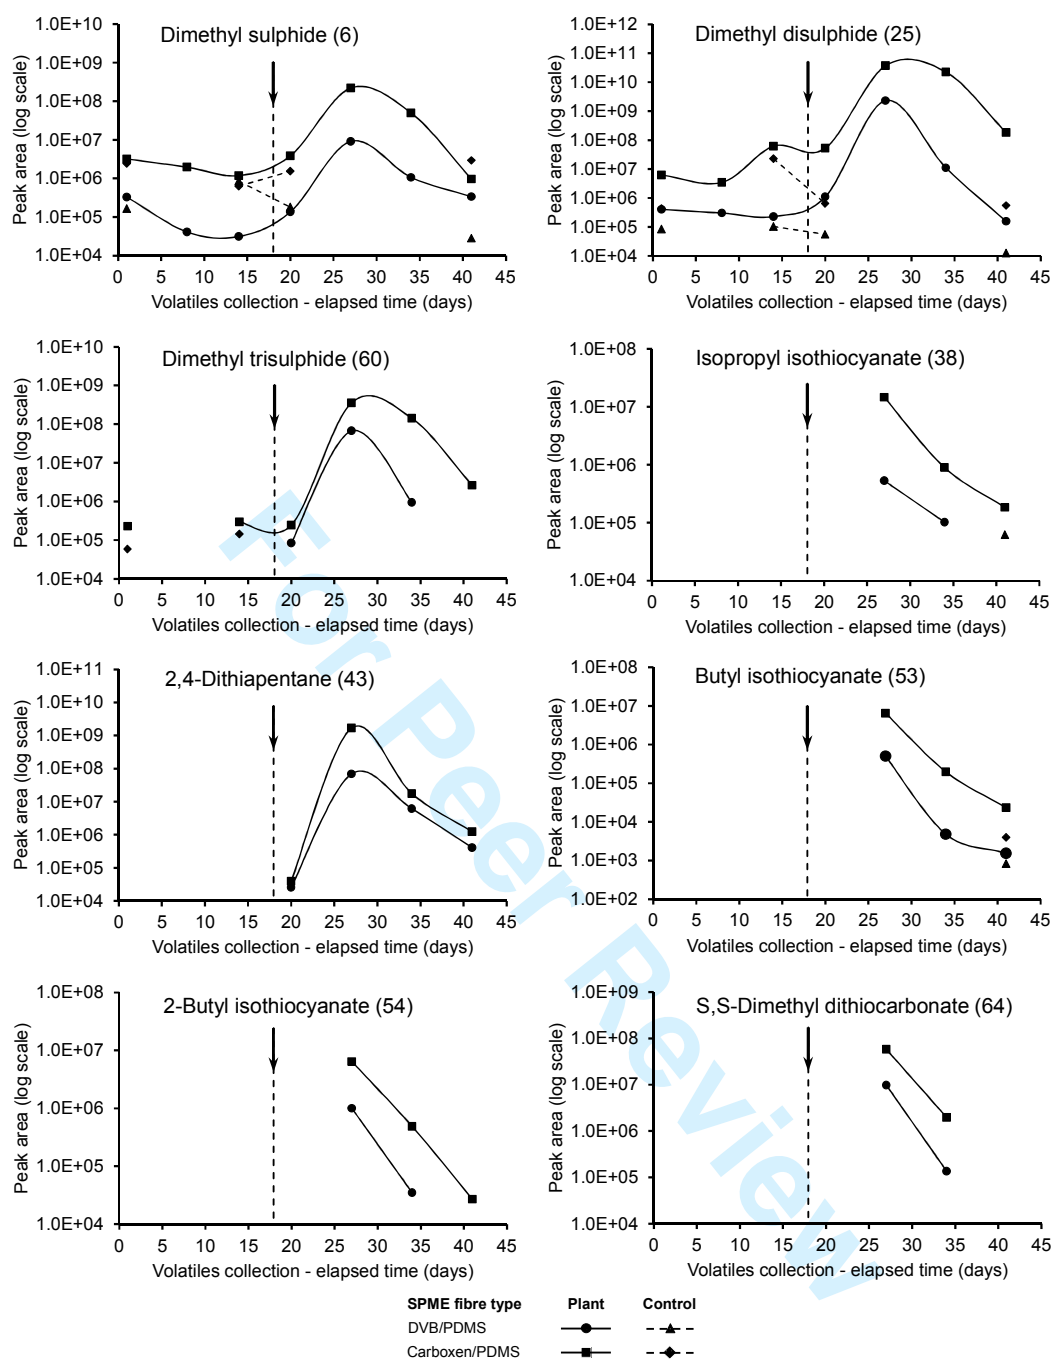 Dimethyl sulphide (6)
Peak area (log scale)
1.0E+10
1.0E+09
1.0E+08
1.0E+07
1.0E+06
1.0E+05
1.0E+04
0 5 10 15 20 25 30 35 40 45
Volatiles collection - elapsed time (days)
Dimethyl disulphide (25)
Peak area (log scale)
1.0E+12
1.0E+11
1.0E+10
1.0E+09
1.0E+08
1.0E+07
1.0E+06
1.0E+05
1.0E+04
0 5 10 15 20 25 30 35 40 45
Volatiles collection - elapsed time (days)
Dimethyl trisulphide (60)
Peak area (log scale)
1.0E+10
1.0E+09
1.0E+08
1.0E+07
1.0E+06
1.0E+05
1.0E+04
0 5 10 15 20 25 30 35 40 45
Volatiles collection - elapsed time (days)
Isopropyl isothiocyanate (38)
Peak area (log scale)
1.0E+08
1.0E+07
1.0E+06
1.0E+05
1.0E+04
0 5 10 15 20 25 30 35 40 45
Volatiles collection - elapsed time (days)
2,4-Dithiapentane (43)
Peak area (log scale)
1.0E+11
1.0E+10
1.0E+09
1.0E+08
1.0E+07
1.0E+06
1.0E+05
1.0E+04
0 5 10 15 20 25 30 35 40 45
Volatiles collection - elapsed time (days)
Butyl isothiocyanate (53)
Peak area (log scale)
1.0E+08
1.0E+07
1.0E+06
1.0E+05
1.0E+04
1.0E+03
1.0E+02
0 5 10 15 20 25 30 35 40 45
Volatiles collection - elapsed time (days)
2-Butyl isothiocyanate (54)
Peak area (log scale)
1.0E+08
1.0E+07
1.0E+06
1.0E+05
1.0E+04
0 5 10 15 20 25 30 35 40 45
Volatiles collection - elapsed time (days)
S,S-Dimethyl dithiocarbonate (64)
Peak area (log scale)
1.0E+09
1.0E+08
1.0E+07
1.0E+06
1.0E+05
1.0E+04
0 5 10 15 20 25 30 35 40 45
Volatiles collection - elapsed time (days)
SPME fibre type Plant Control
DVB/PDMS
Carboxen/PDMS
For Peer Review